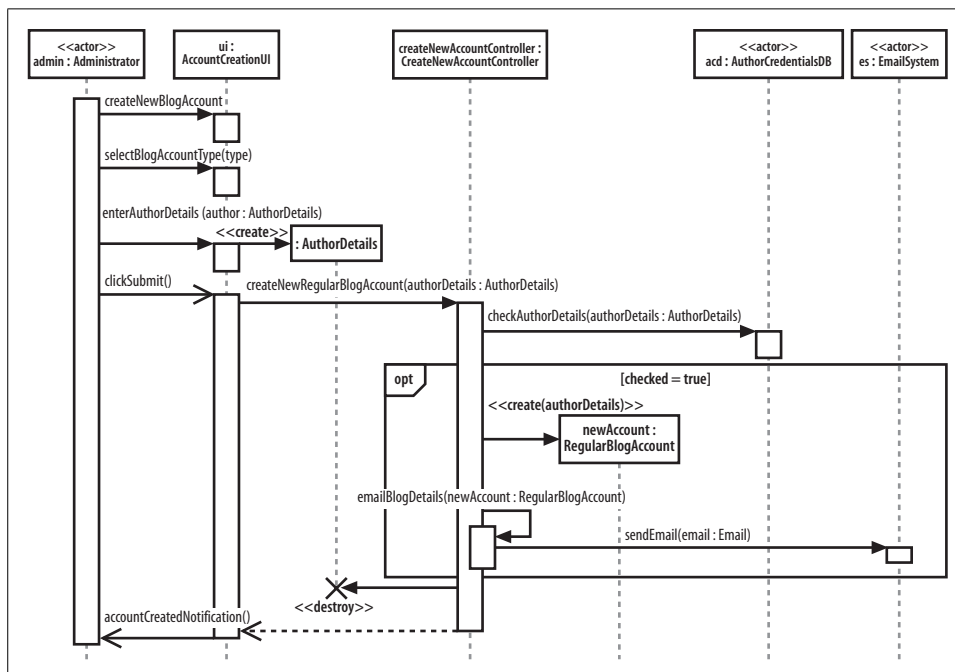 <<actor>>
admin : Administrator
ui :
AccountCreationUI
createNewAccountController :
CreateNewAccountController
<<actor>>
acd : AuthorCredentialsDB
<<actor>>
es : EmailSystem
createNewBlogAccount
selectBlogAccountType(type)
enterAuthorDetails (author : AuthorDetails)
<<create>>
: AuthorDetails
clickSubmit()
createNewRegularBlogAccount(authorDetails : AuthorDetails)
checkAuthorDetails(authorDetails : AuthorDetails)
opt
[checked = true]
<<create(authorDetails)>>
newAccount :
RegularBlogAccount
emailBlogDetails(newAccount : RegularBlogAccount)
sendEmail(email : Email)
<<destroy>>
accountCreatedNotification()